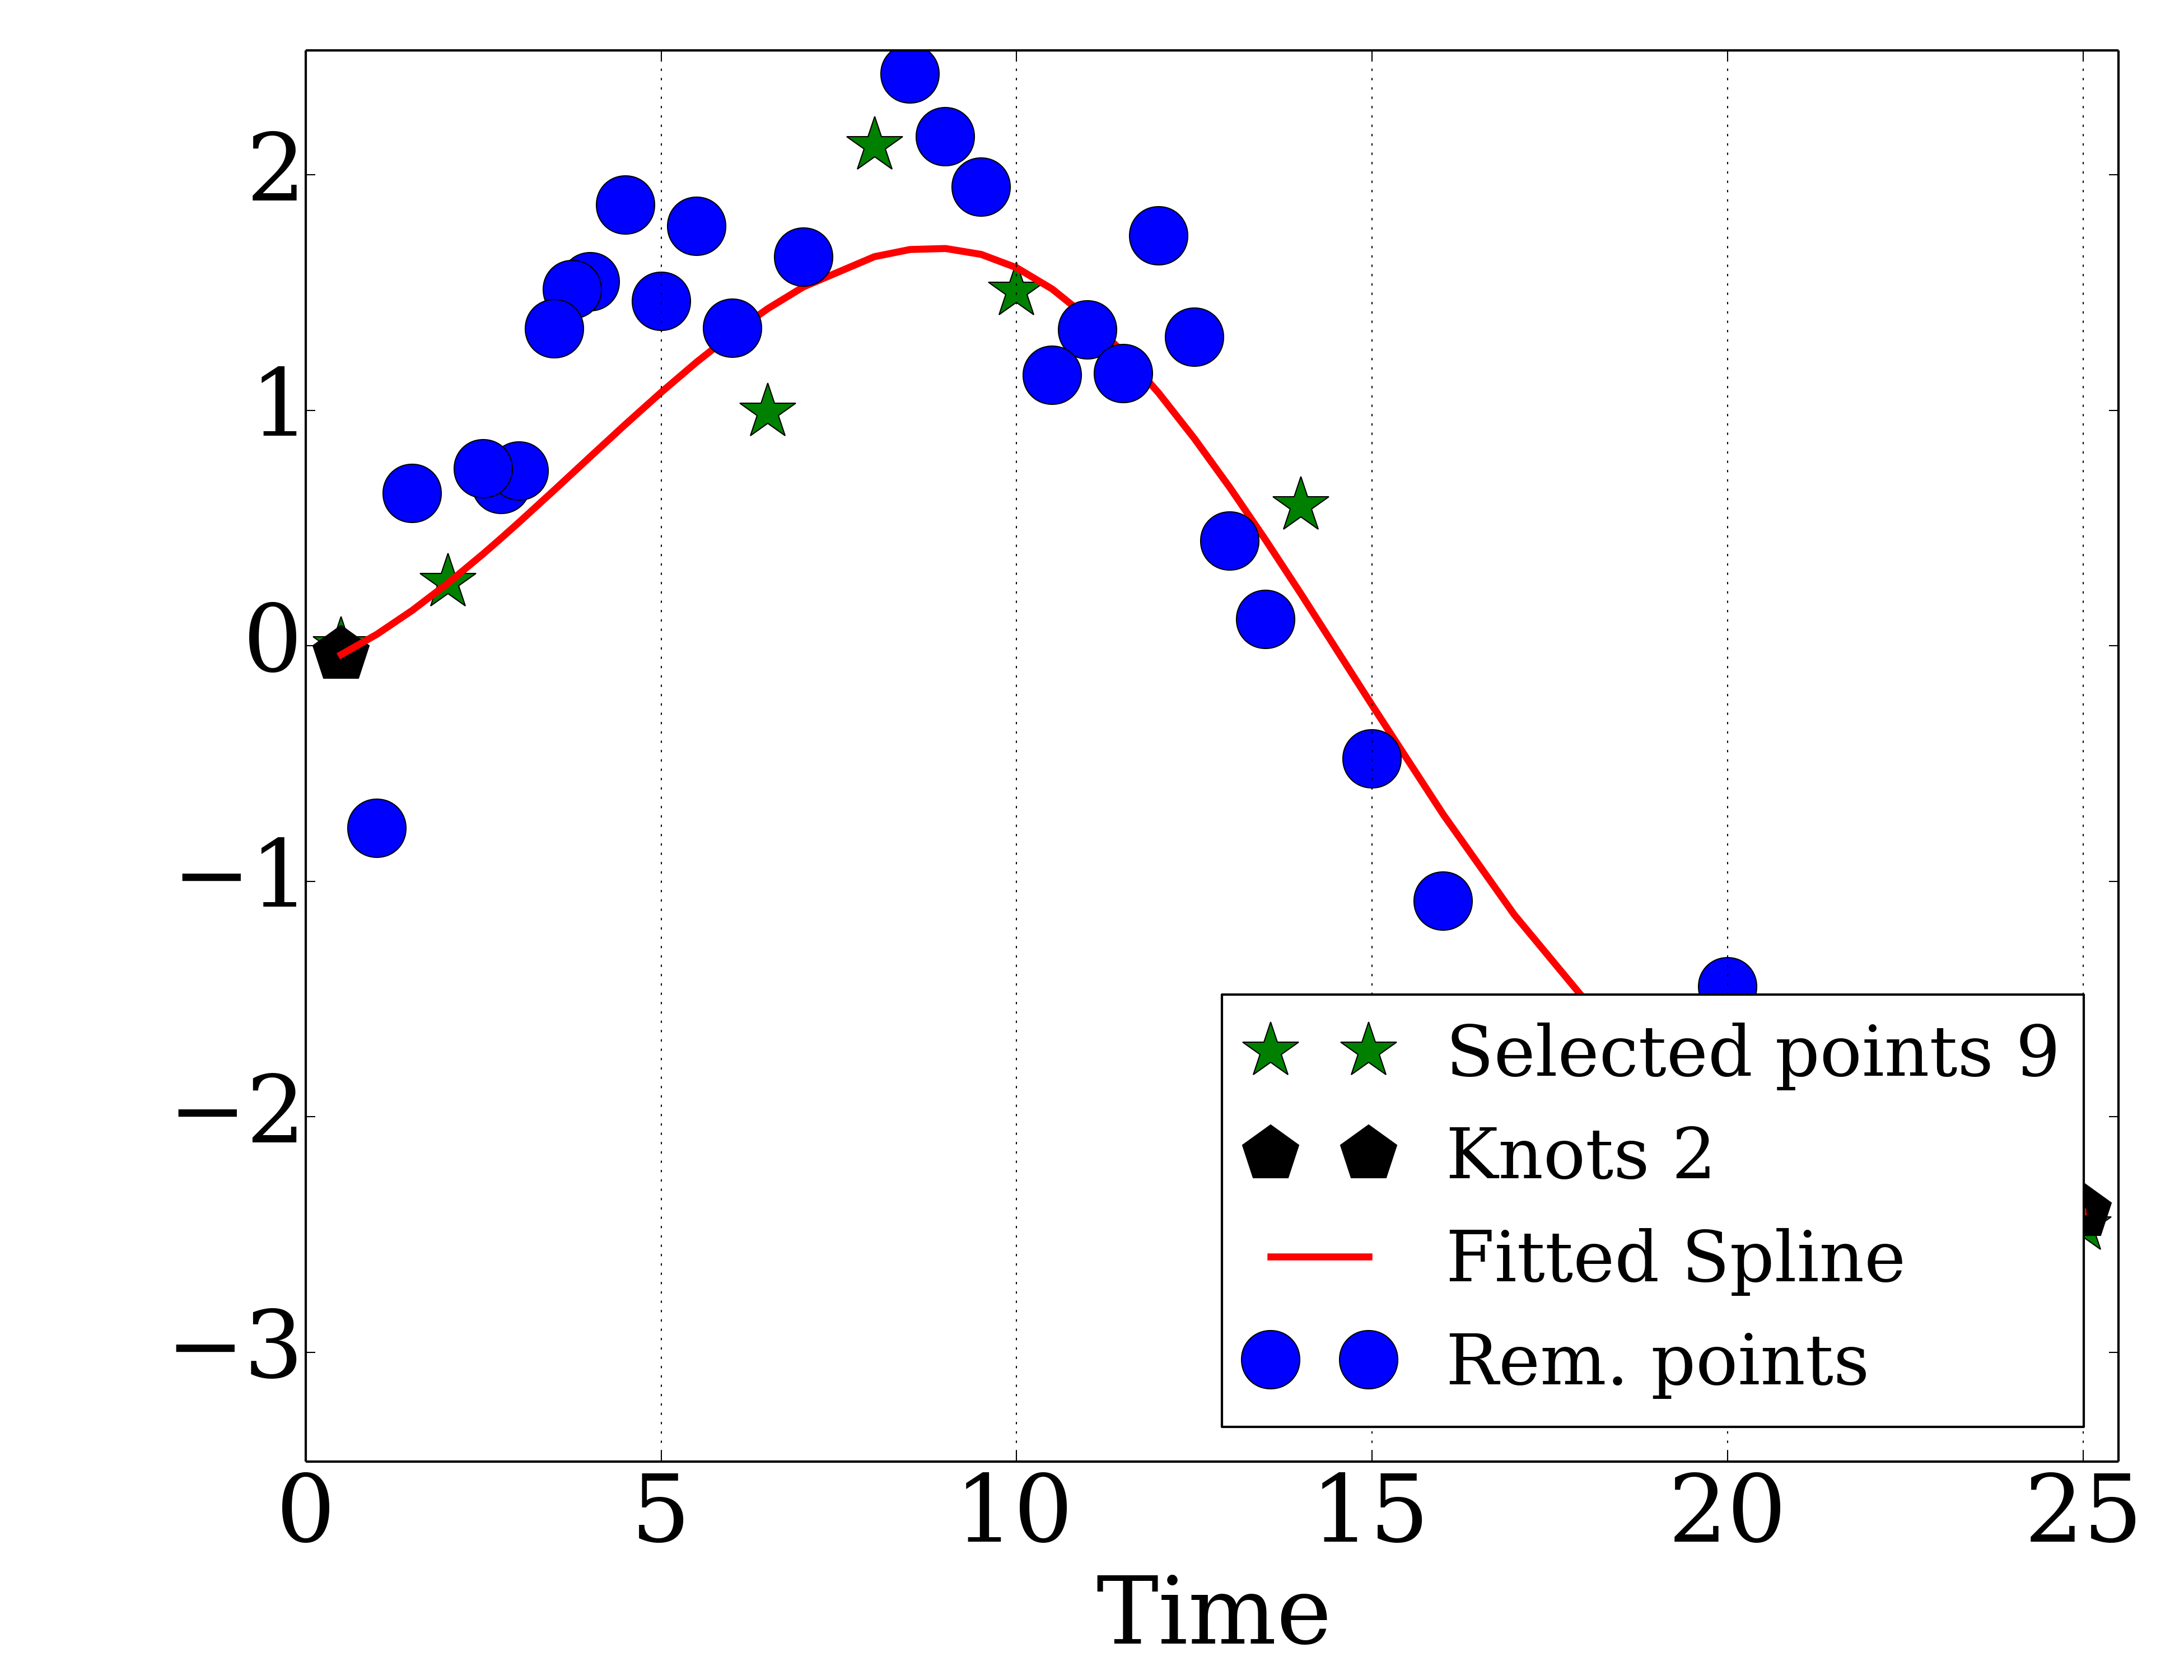 2
1
0
−1
−2
−3
Selected points 9
Knots 2
Fitted Spline
Rem. points
0 5 10 15 20 25
Time